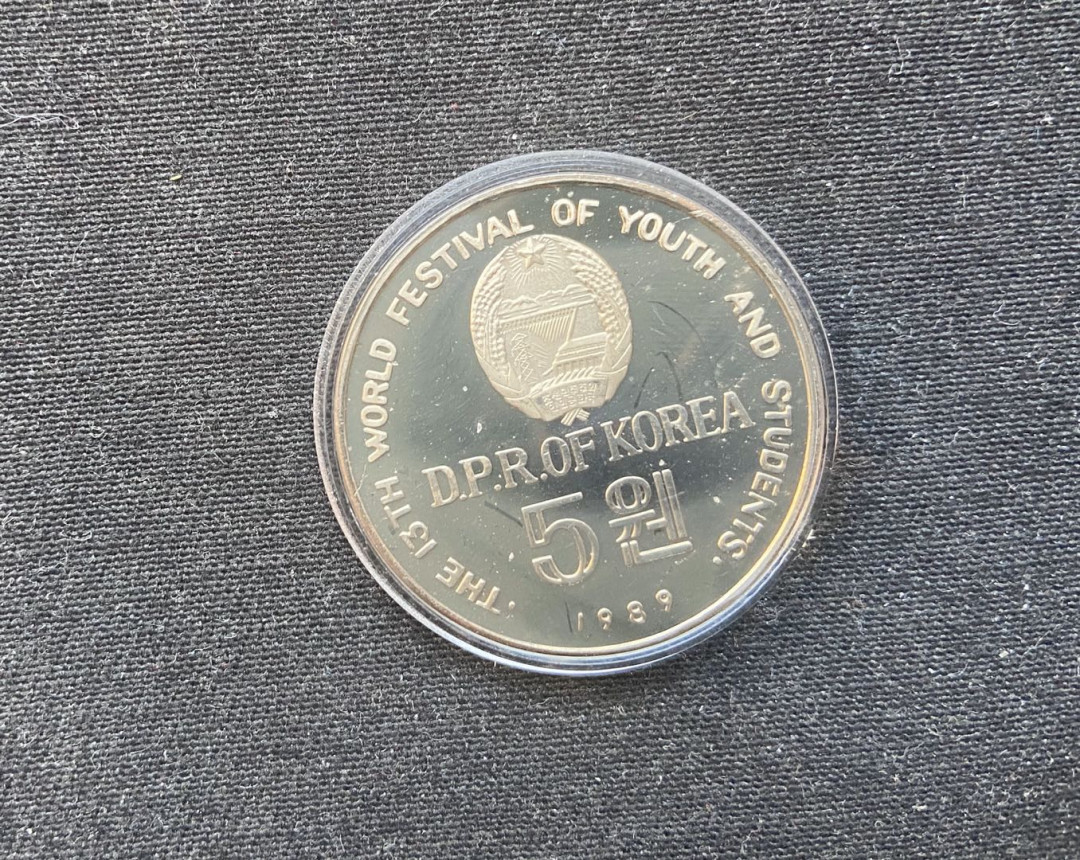 THE 13TH WORLD FESTIVAL OF YOUTH AND STUDENTS.
D.P.R.OF KOREA
5 원
1989